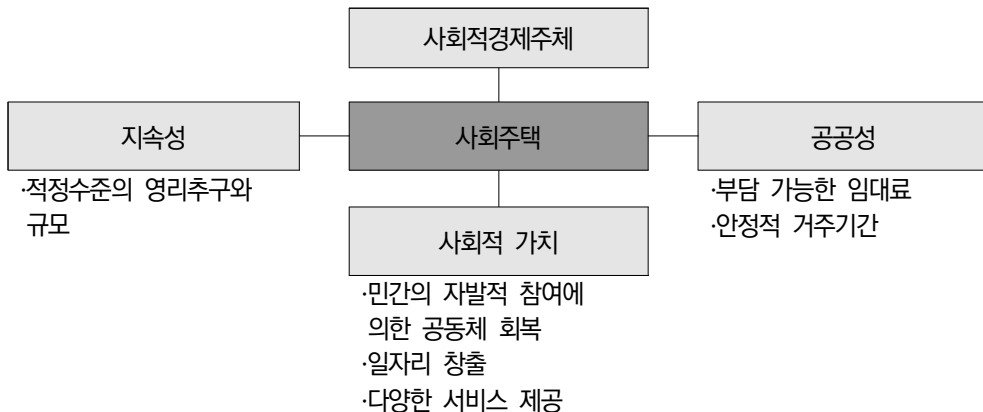 사회적경제주체
지속성
사회주택
공공성
·적정수준의 영리추구와
규모
·부담 가능한 임대료
·안정적 거주기간
사회적 가치
·민간의 자발적 참여에
의한 공동체 회복
·일자리 창출
·다양한 서비스 제공